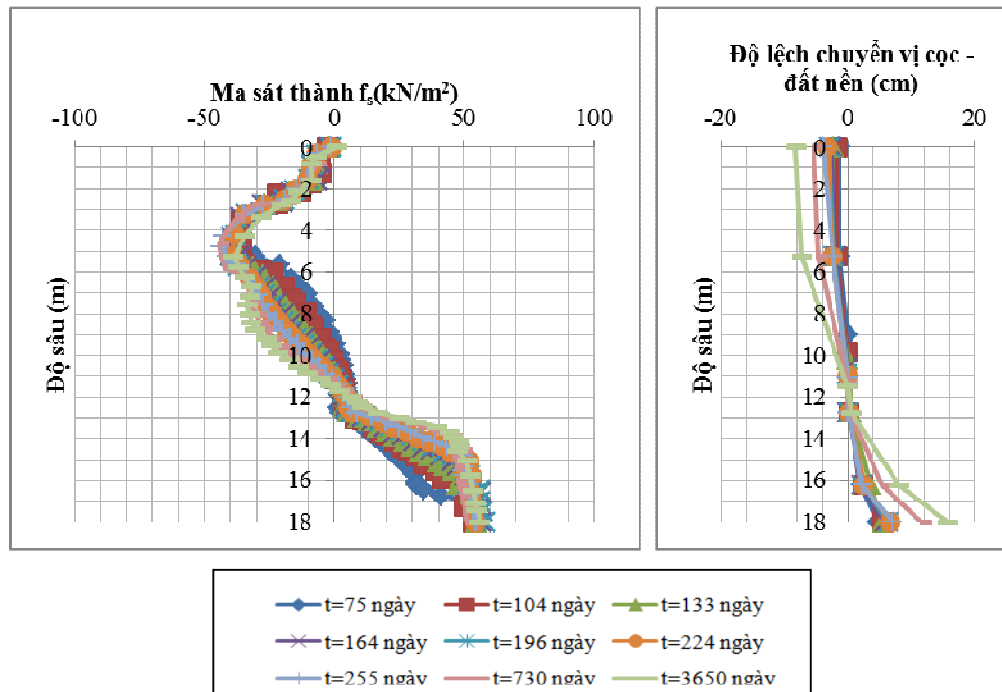 Ma sát thành fs(kN/m²)
-100 -50 0 50 100
0
2
4
6
8
10
12
14
16
18
Độ sâu (m)
Độ lệch chuyển vị cọc -
đất nền (cm)
-20 0 20
0
2
4
6
8
10
12
14
16
18
Độ sâu (m)
t=75 ngày t=104 ngày t=133 ngày
t=164 ngày t=196 ngày t=224 ngày
t=255 ngày t=730 ngày t=3650 ngày